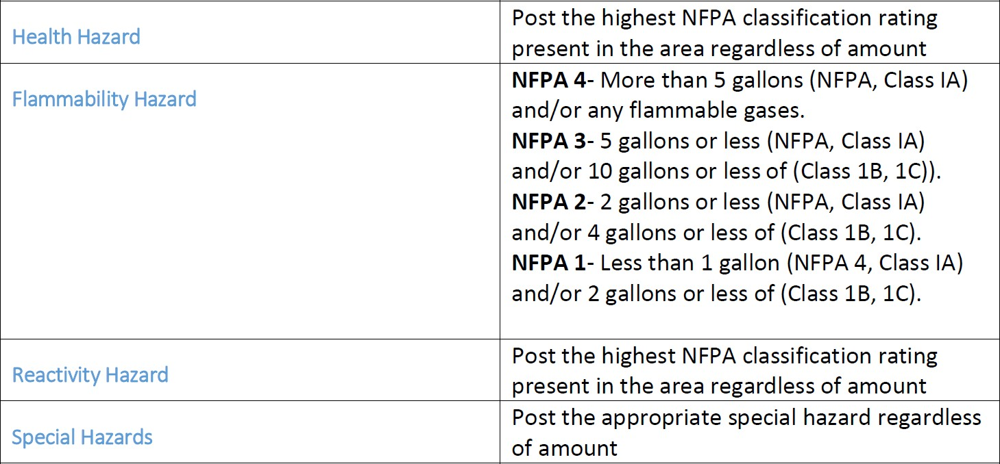 Health Hazard
Post the highest NFPA classification rating
present in the area regardless of amount
Flammability Hazard
NFPA 4- More than 5 gallons (NFPA, Class IA)
and/or any flammable gases.
NFPA 3- 5 gallons or less (NFPA, Class IA)
and/or 10 gallons or less of (Class 1B, 1C)).
NFPA 2- 2 gallons or less (NFPA, Class IA)
and/or 4 gallons or less of (Class 1B, 1C).
NFPA 1- Less than 1 gallon (NFPA 4, Class IA)
and/or 2 gallons or less of (Class 1B, 1C).
Reactivity Hazard
Post the highest NFPA classification rating
present in the area regardless of amount
Special Hazards
Post the appropriate special hazard regardless
of amount